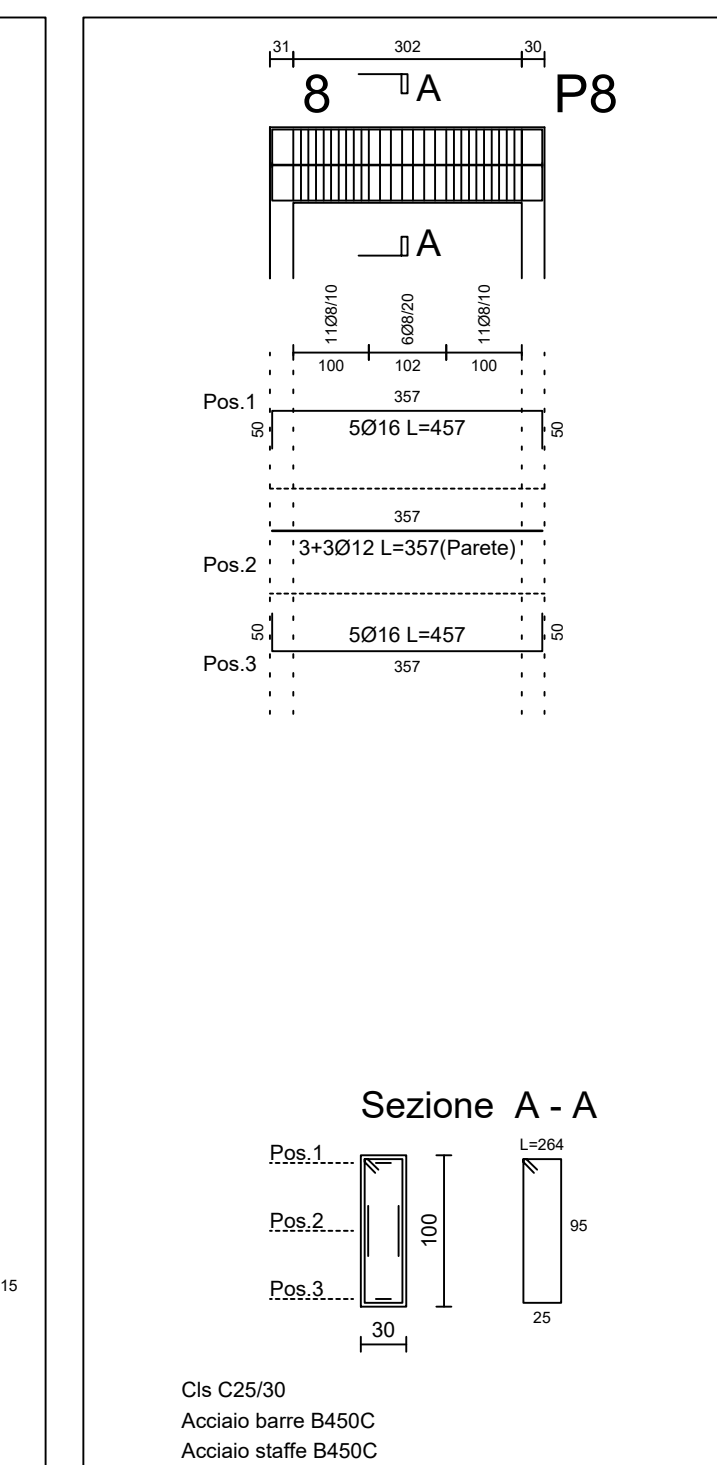 31 302 30
8 A P8
A
11Ø8/10 6Ø8/20 11Ø8/10
100 102 100
Pos.1
357
50 5Ø16 L=457 50
357
3+3Ø12 L=357(Parete)
Pos.2
50 5Ø16 L=457 50
Pos.3
357
Sezione A - A
Pos.1
L=264
Pos.2
100
95
Pos.3
15
25
30
Cls C25/30
Acciaio barre B450C
Acciaio staffe B450C